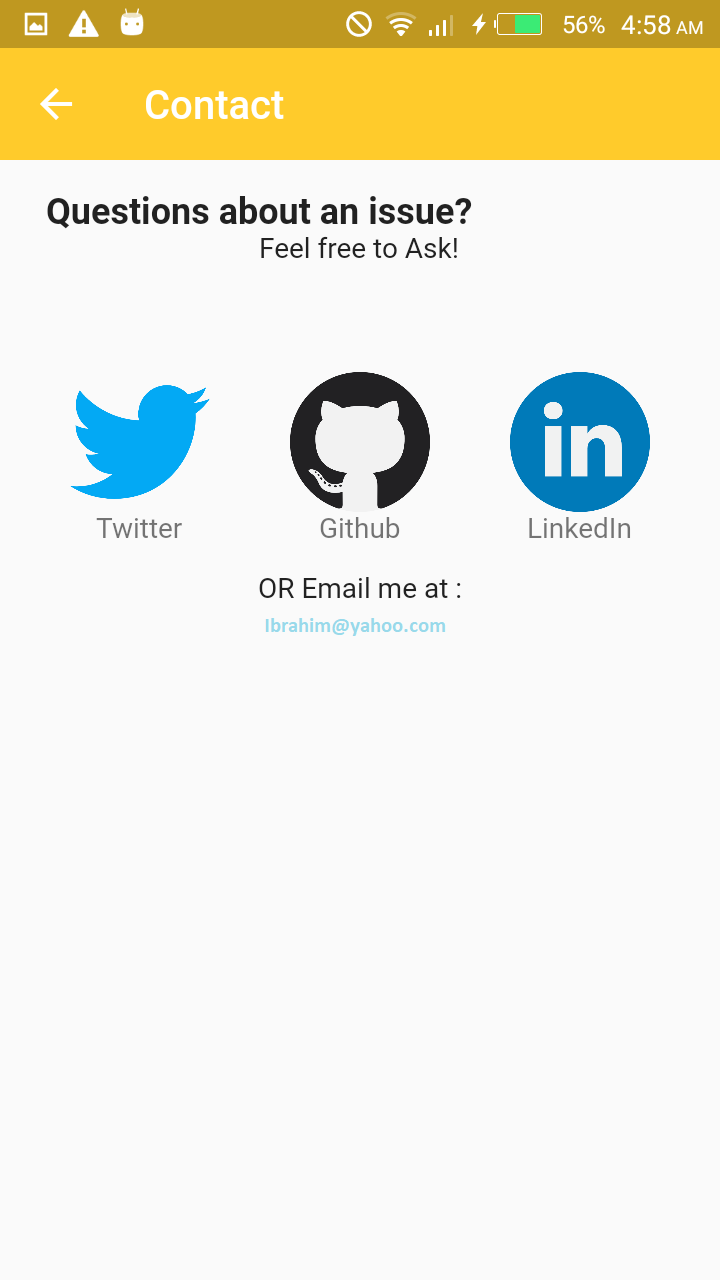 56% 4:58 AM
Contact
Questions about an issue?
Feel free to Ask!
in
Twitter Github LinkedIn
OR Email me at :
Ibrahim@yahoo.com